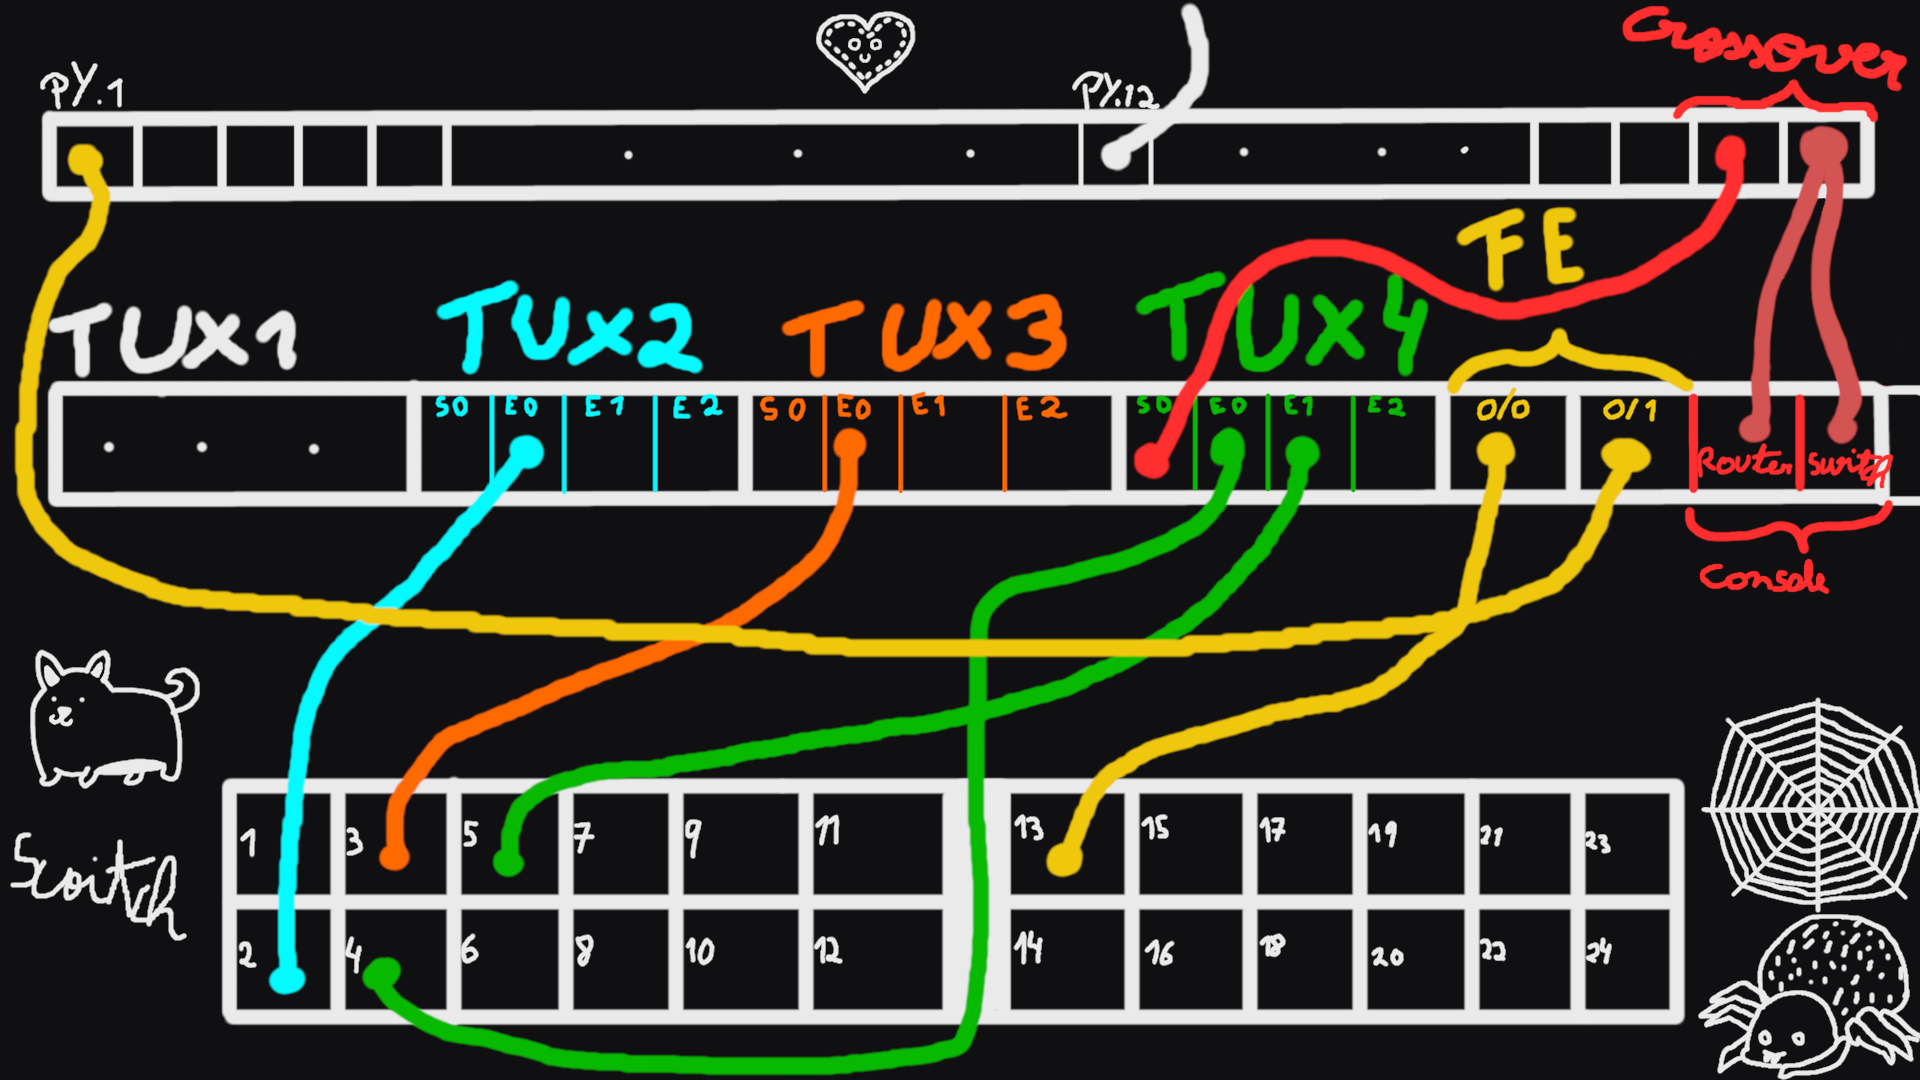 Crossover
PY.1
PY.12
FE
TUX1 TUX2 TUX3 TUX4
S0 E0 E1 E2 S0 E0 E1 E2 S0 E0 E1 E2 0/0 0/1
Router Switch
Console
1 3 5 7 9 11 13 15 17 19 21 23
Switch
2 4 6 8 10 12 14 16 18 20 22 24